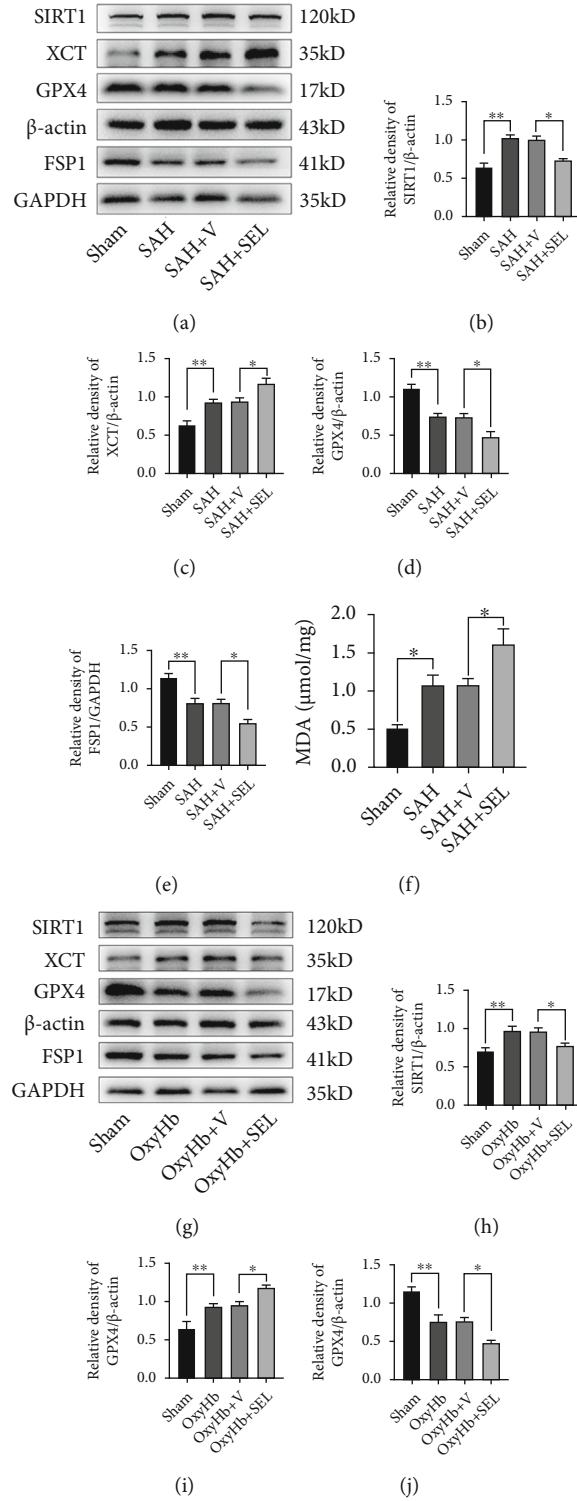 SIRT1 120kD
XCT 35kD
GPX4 17kD
β-actin 43kD
FSP1 41kD
GAPDH 35kD
Sham SAH SAH+V SAH+SEL
(a)
Relative density of
SIRT1/β-actin
1.5
1.0
0.5
0.0
** *
Sham SAH SAH+V SAH+SEL
(b)
Relative density of
XCT/β-actin
1.5
1.0
0.5
0.0
** *
Sham SAH SAH+V SAH+SEL
(c)
Relative density of
GPX4/β-actin
1.5
1.0
0.5
0.0
** *
Sham SAH SAH+V SAH+SEL
(d)
Relative density of
FSP1/GAPDH
1.5
1.0
0.5
0.0
** *
Sham SAH SAH+V SAH+SEL
(e)
MDA (μmol/mg)
2.0
1.5
1.0
0.5
0.0
* *
Sham SAH SAH+V SAH+SEL
(f)
SIRT1 120kD
XCT 35kD
GPX4 17kD
β-actin 43kD
FSP1 41kD
GAPDH 35kD
Sham OxyHb OxyHb+V OxyHb+SEL
(g)
Relative density of
SIRT1/β-actin
1.5
1.0
0.5
0.0
** *
Sham OxyHb OxyHb+V OxyHb+SEL
(h)
Relative density of
GPX4/β-actin
1.5
1.0
0.5
0.0
** *
Sham OxyHb OxyHb+V OxyHb+SEL
(i)
Relative density of
GPX4/β-actin
1.5
1.0
0.5
0.0
** *
Sham OxyHb OxyHb+V OxyHb+SEL
(j)